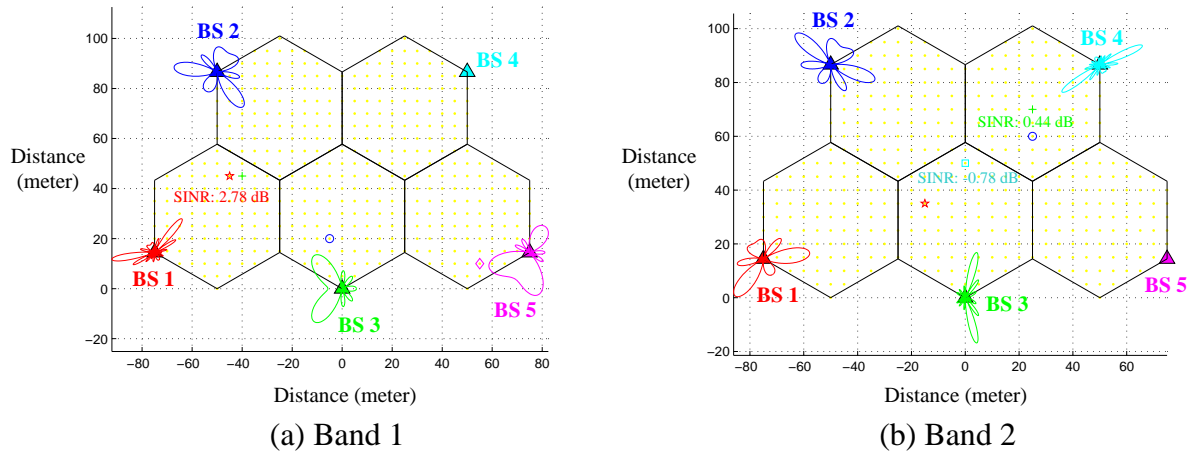 BS 2
BS 4
100
80
60
40
20
0
−20
Distance
(meter)
SINR: 2.78 dB
BS 1
BS 3
BS 5
−80 −60 −40 −20 0 20 40 60 80
Distance (meter)
(a) Band 1
BS 2
BS 4
100
80
60
40
20
0
−20
Distance
(meter)
SINR: 0.44 dB
SINR: -0.78 dB
BS 1
BS 3
BS 5
−60 −40 −20 0 20 40 60
Distance (meter)
(b) Band 2